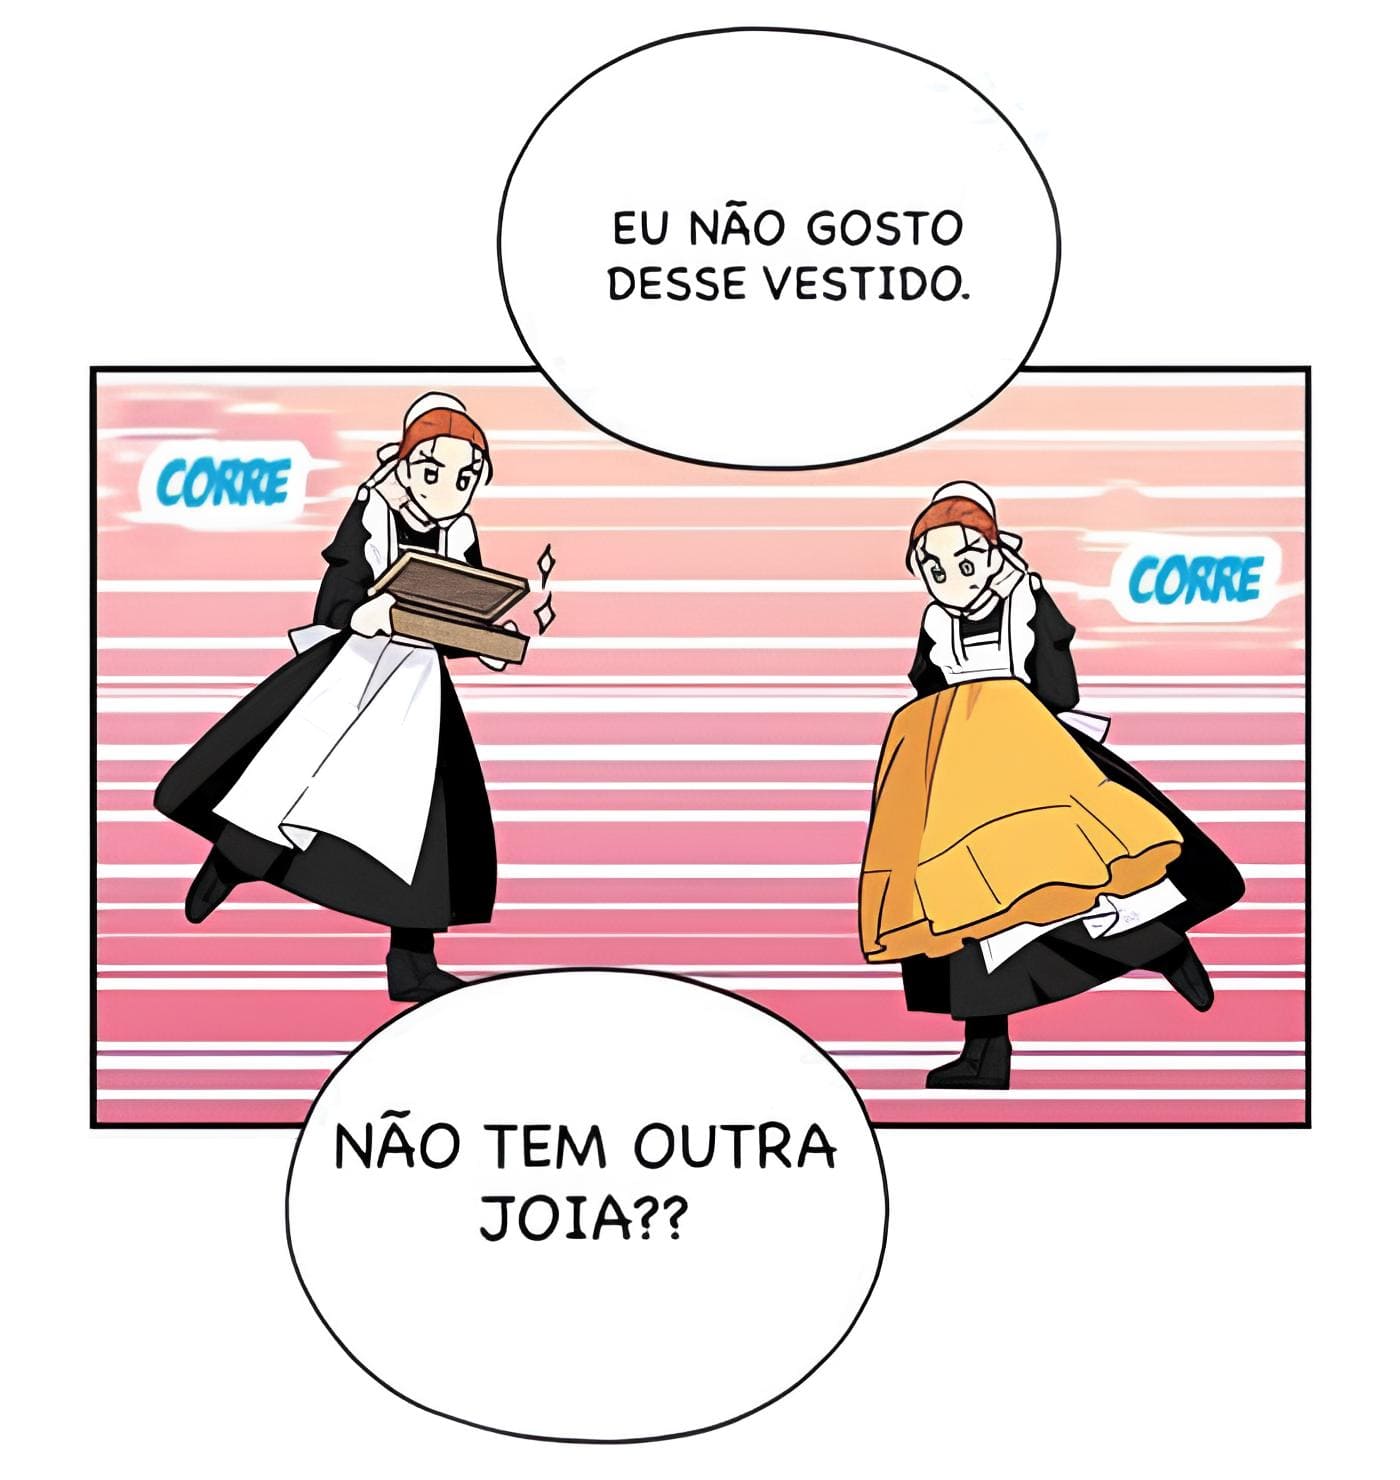 EU NÃO GOSTO
DESSE VESTIDO.
CORRE
CORRE
NÃO TEM OUTRA
JOIA??